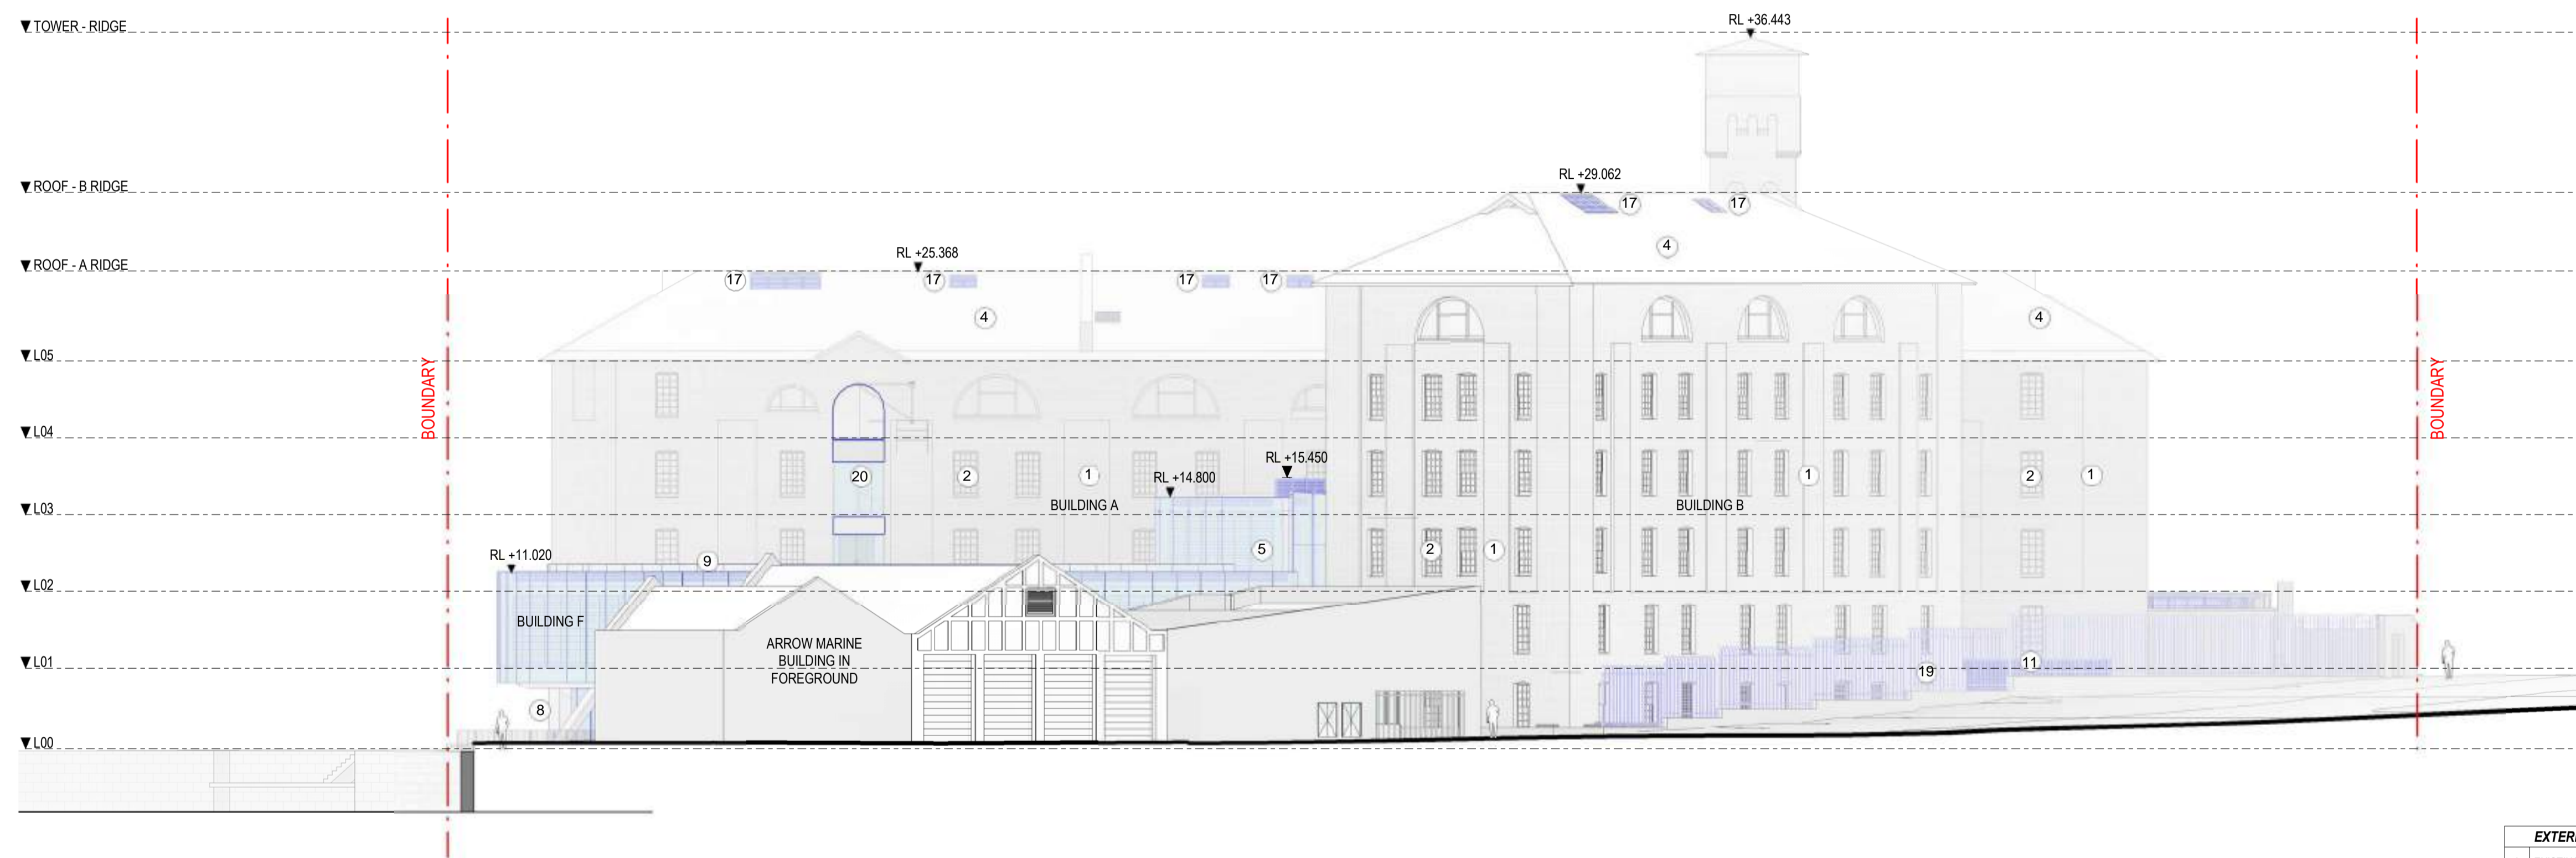 TOWER - RIDGE
RL +36.443
RL +29.062
ROOF - B RIDGE
17
17
4
RL +25.368
ROOF - A RIDGE
17
17
17
17
4
4
L05
BOUNDARY
BOUNDARY
L04
RL +15.450
RL +14.800
20
2
1
1
2
1
BUILDING A
BUILDING B
L03
RL +11.020
9
5
2
1
L02
BUILDING F
ARROW MARINE
BUILDING IN
FOREGROUND
L01
19
11
8
L00